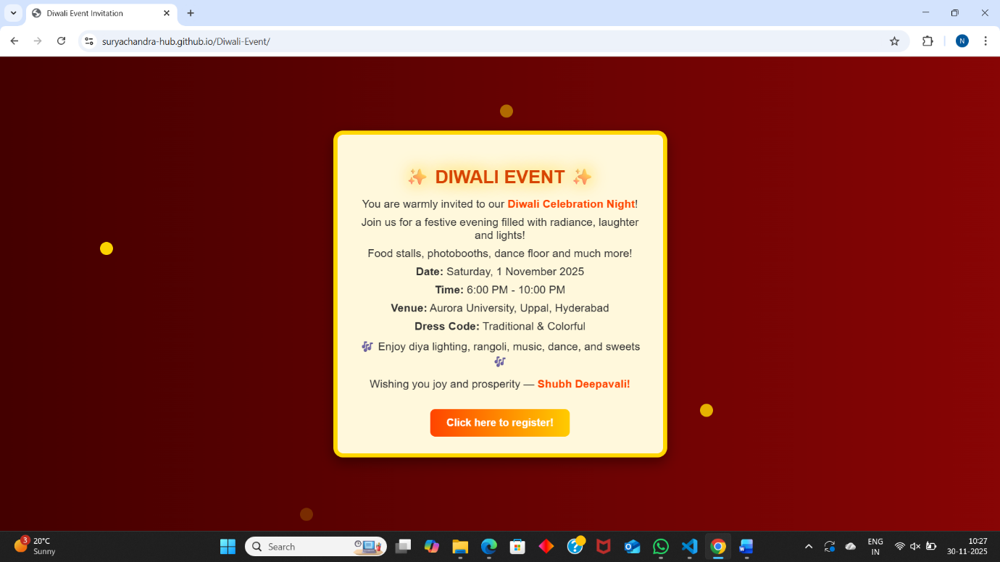 Diwali Event Invitation
suryachandra-hub.github.io/Diwali-Event/
N
✨ DIWALI EVENT ✨
You are warmly invited to our Diwali Celebration Night!
Join us for a festive evening filled with radiance, laughter
and lights!
Food stalls, photobooths, dance floor and much more!
Date: Saturday, 1 November 2025
Time: 6:00 PM - 10:00 PM
Venue: Aurora University, Uppal, Hyderabad
Dress Code: Traditional & Colorful
🎶 Enjoy diya lighting, rangoli, music, dance, and sweets
🎶
Wishing you joy and prosperity — Shubh Deepavali!
Click here to register!
3
20°C
Sunny
Search
ENG
IN
10:27
30-11-2025